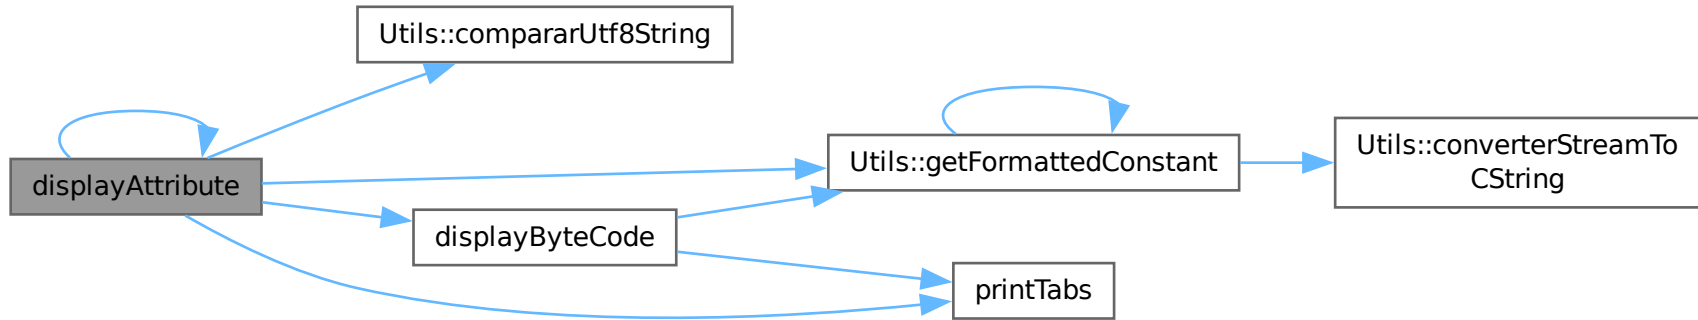 Utils::compararUtf8String
displayAttribute
Utils::getFormattedConstant
Utils::converterStreamTo
CString
displayByteCode
printTabs